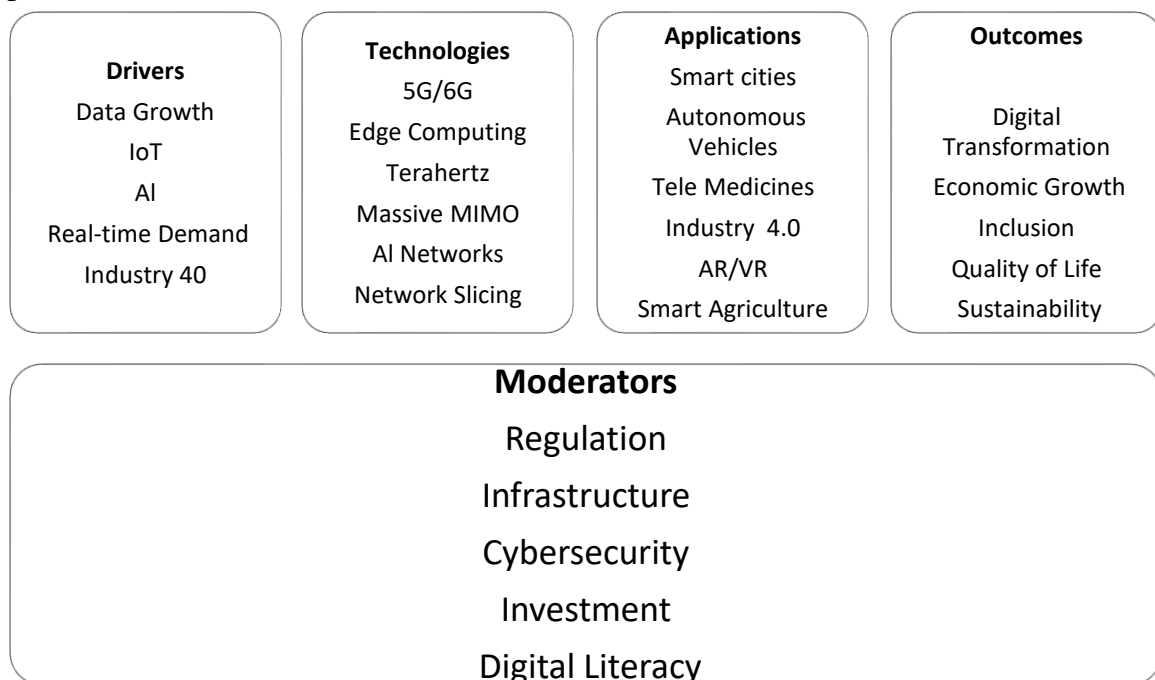 Drivers
Data Growth
IoT
Al
Real-time Demand
Industry 40
Technologies
5G/6G
Edge Computing
Terahertz
Massive MIMO
Al Networks
Network Slicing
Applications
Smart cities
Autonomous
Vehicles
Tele Medicines
Industry 4.0
AR/VR
Smart Agriculture
Outcomes
Digital
Transformation
Economic Growth
Inclusion
Quality of Life
Sustainability
Moderators
Regulation
Infrastructure
Cybersecurity
Investment
Digital Literacy